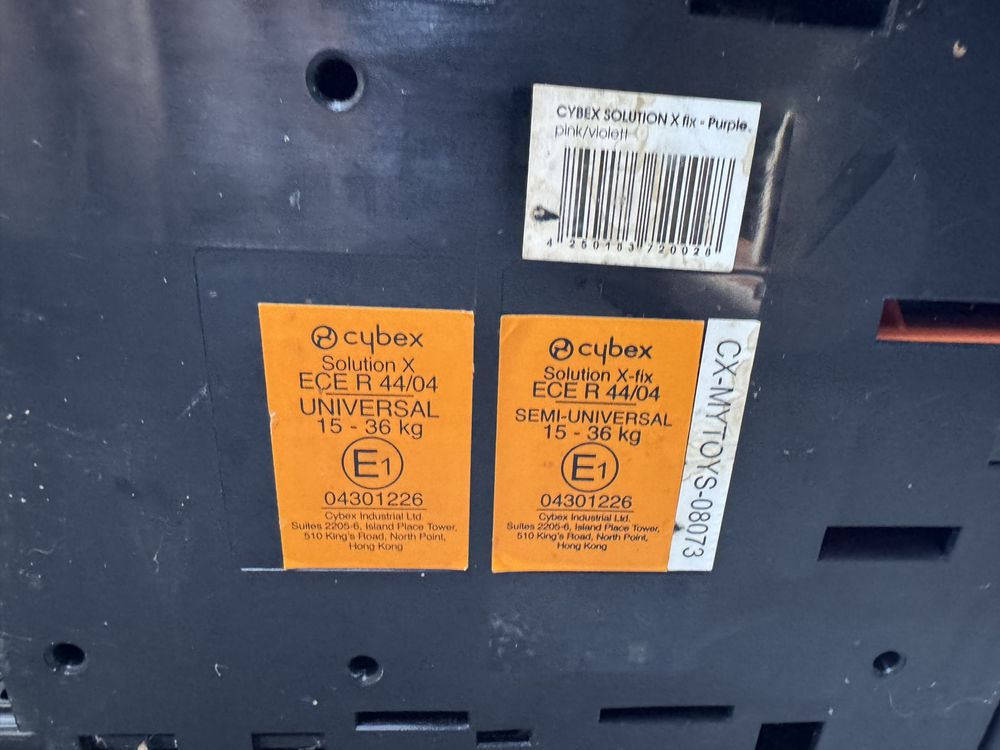 CYBEX SOLUTION X fix - Purple
pink/violett
4 250183 720028
cybex
Solution X
ECE R 44/04
UNIVERSAL
15 - 36 kg
E1
04301226
Cybex Industrial Ltd.
Suites 2205-6, Island Place Tower,
510 King's Road, North Point,
Hong Kong
cybex
Solution X-fix
ECE R 44/04
SEMI-UNIVERSAL
15 - 36 kg
E1
04301226
Cybex Industrial Ltd.
Suites 2205-6, Island Place Tower,
510 King's Road, North Point,
Hong Kong
CX-MYTOYS-08073